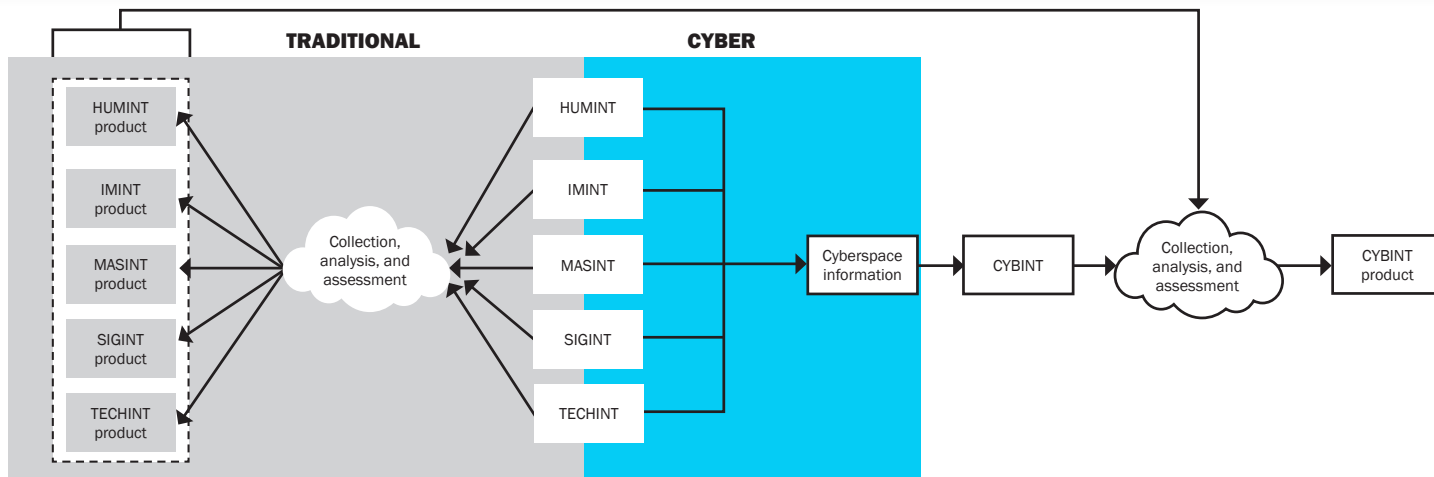 TRADITIONAL
CYBER
HUMINT
product
IMINT
product
MASINT
product
SIGINT
product
TECHINT
product
Collection,
analysis, and
assessment
HUMINT
IMINT
MASINT
SIGINT
TECHINT
Cyberspace
information
CYBINT
Collection,
analysis, and
assessment
CYBINT
product